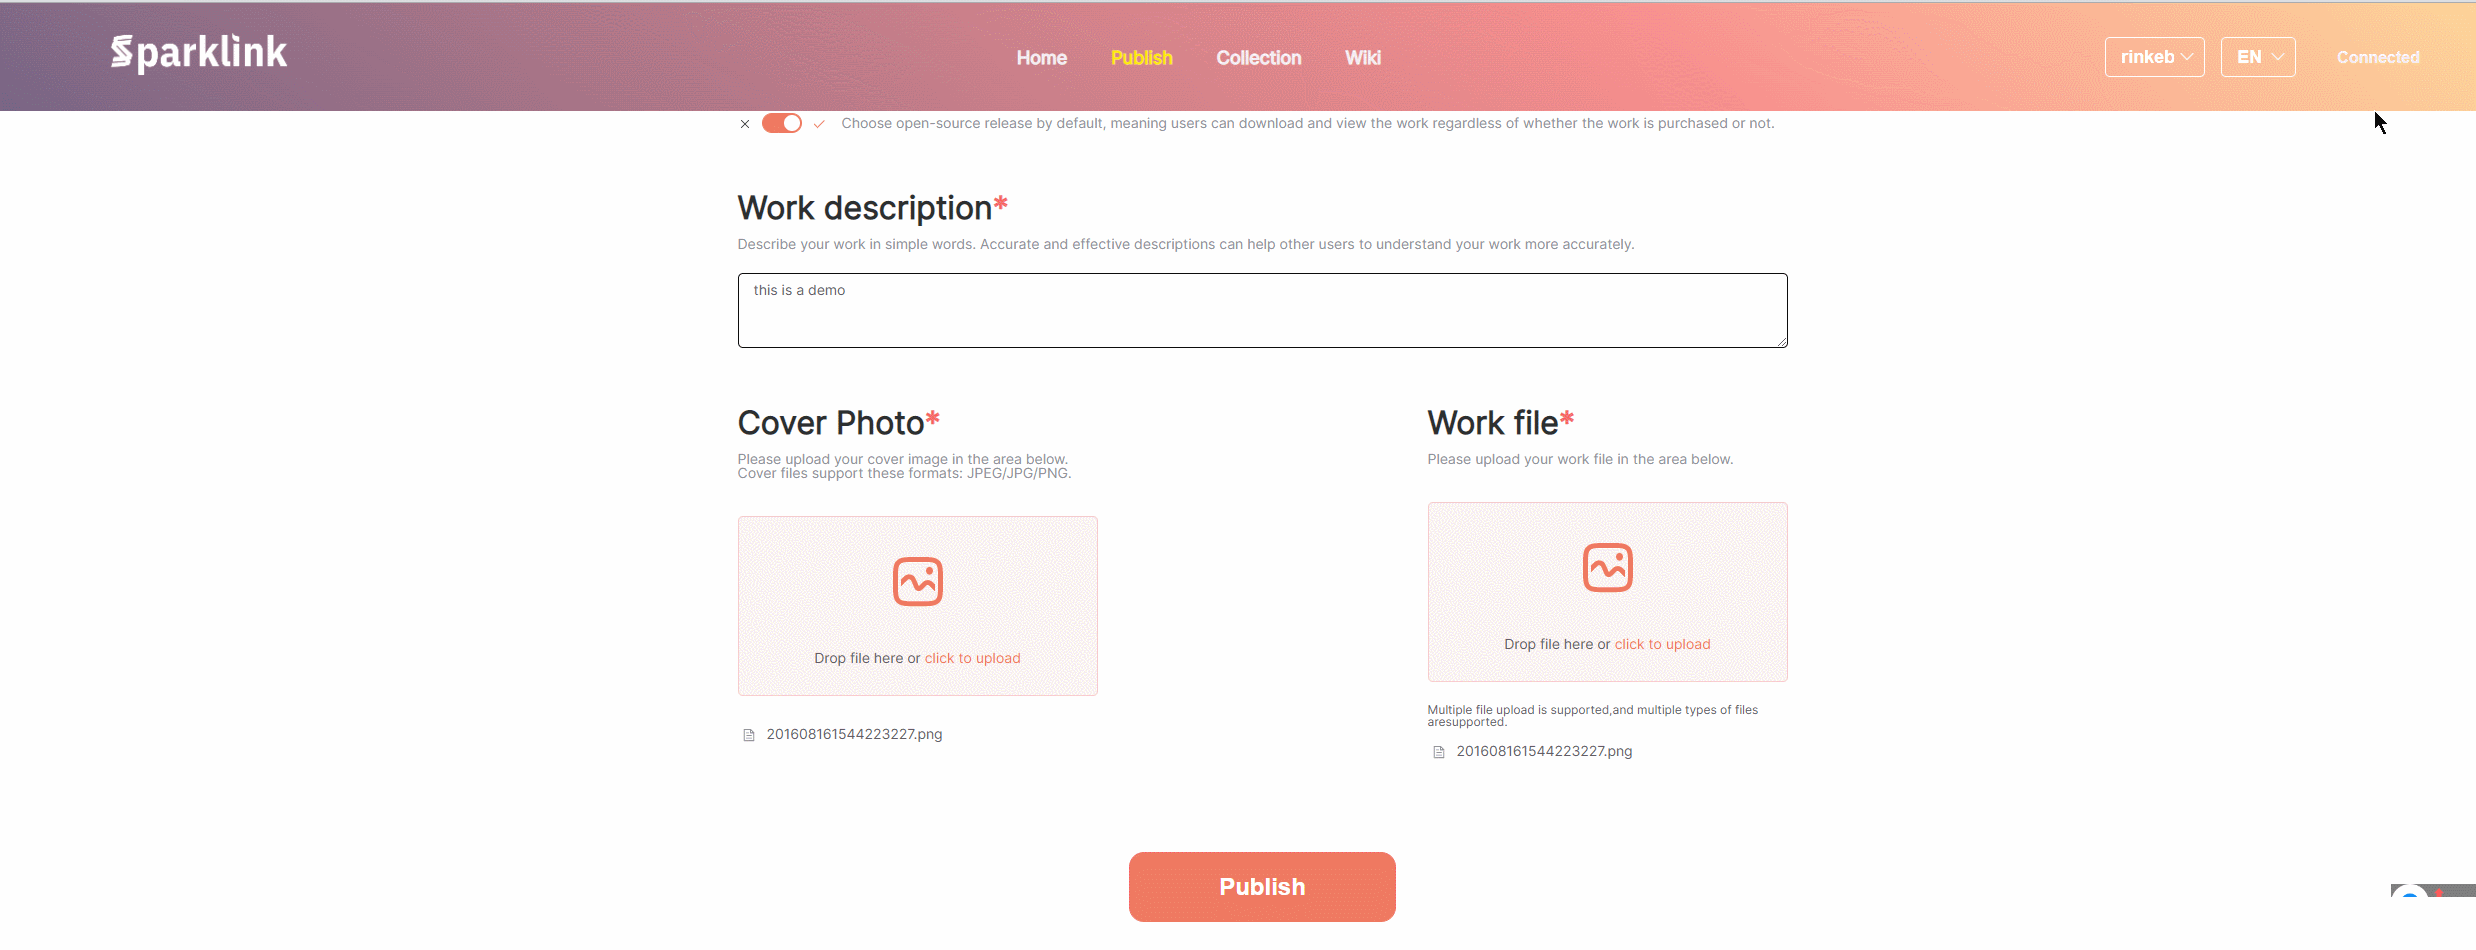 Sparklink
Home Publish Collection Wiki
rinkeb EN Connected
Choose open-source release by default, meaning users can download and view the work regardless of whether the work is purchased or not.
Work description*
Describe your work in simple words. Accurate and effective descriptions can help other users to understand your work more accurately.
this is a demo
Cover Photo*
Please upload your cover image in the area below.
Cover files support these formats: JPEG/JPG/PNG.
Drop file here or click to upload
201608161544223227.png
Work file*
Please upload your work file in the area below.
Drop file here or click to upload
Multiple file upload is supported,and multiple types of files
aresupported.
201608161544223227.png
Publish